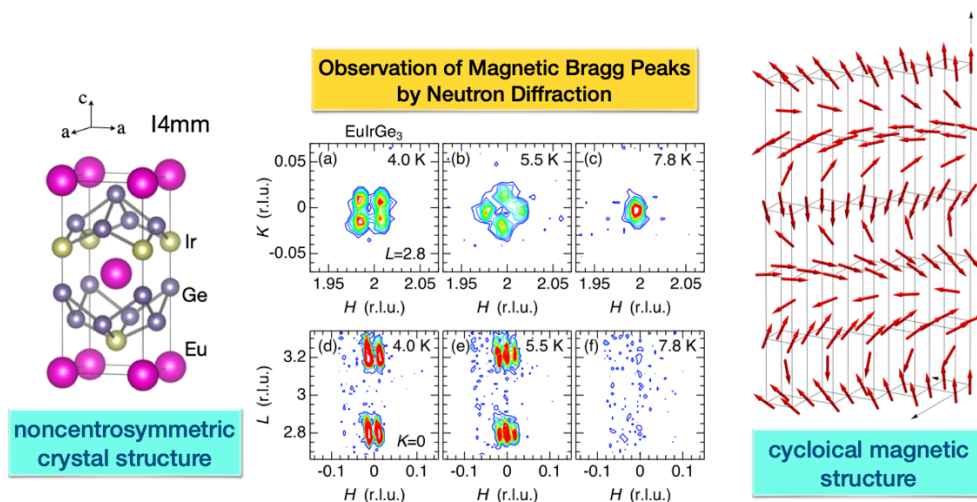 Observation of Magnetic Bragg Peaks
by Neutron Diffraction
c
a
a
I4mm
Ir
Ge
Eu
noncentrosymmetric
crystal structure
EuIrGe3
0.05
0
-0.05
K (r.l.u.)
(a) 4.0 K
L=2.8
(b) 5.5 K
(c) 7.8 K
1.95 2 2.05
1.95 2 2.05
1.95 2 2.05
H (r.l.u.)
H (r.l.u.)
H (r.l.u.)
3.2
3
2.8
L (r.l.u.)
(d) 4.0 K
K=0
(e) 5.5 K
(f) 7.8 K
-0.1 0 0.1
-0.1 0 0.1
-0.1 0 0.1
H (r.l.u.)
H (r.l.u.)
H (r.l.u.)
cycloical magnetic
structure